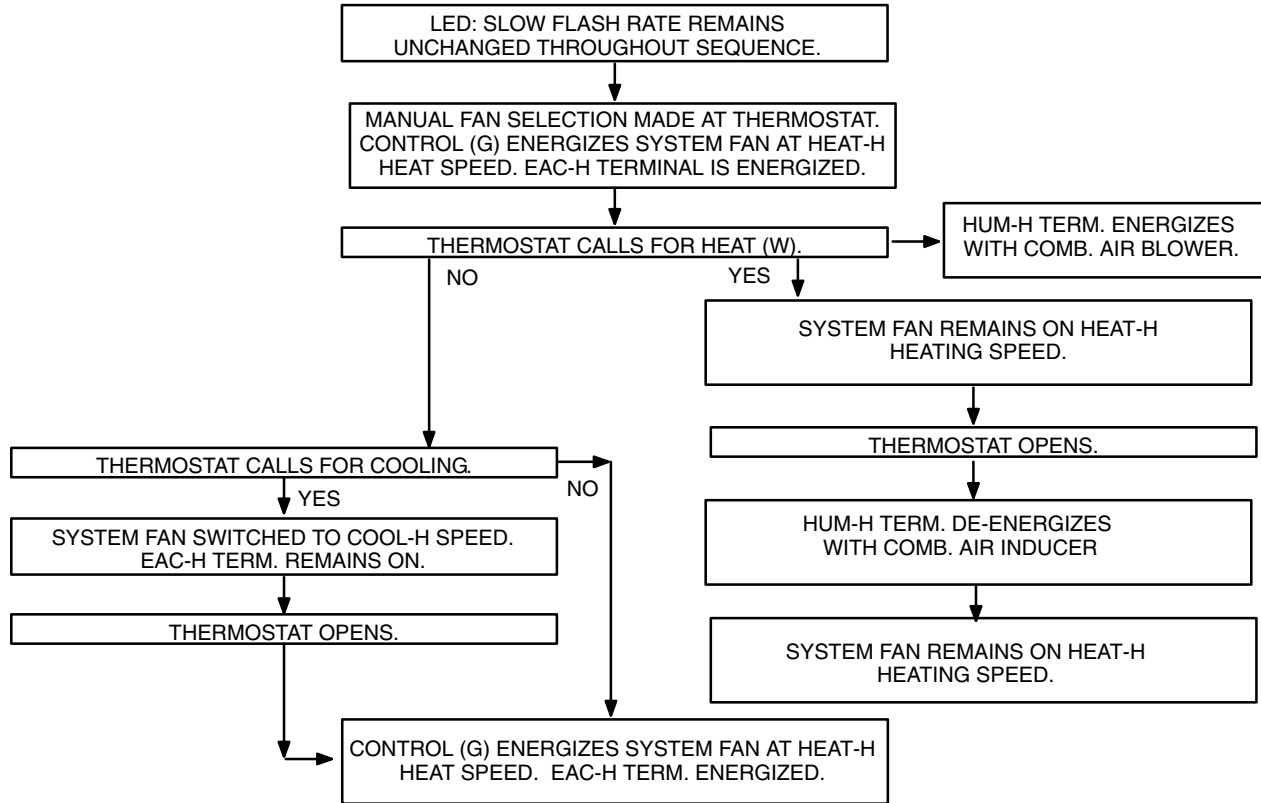 LED: SLOW FLASH RATE REMAINS
UNCHANGED THROUGHOUT SEQUENCE.
MANUAL FAN SELECTION MADE AT THERMOSTAT.
CONTROL (G) ENERGIZES SYSTEM FAN AT HEAT-H
HEAT SPEED. EAC-H TERMINAL IS ENERGIZED.
THERMOSTAT CALLS FOR HEAT (W).
HUM-H TERM. ENERGIZES
WITH COMB. AIR BLOWER.
NO
YES
SYSTEM FAN REMAINS ON HEAT-H
HEATING SPEED.
THERMOSTAT OPENS.
HUM-H TERM. DE-ENERGIZES
WITH COMB. AIR INDUCER
SYSTEM FAN REMAINS ON HEAT-H
HEATING SPEED.
THERMOSTAT CALLS FOR COOLING.
NO
YES
SYSTEM FAN SWITCHED TO COOL-H SPEED.
EAC-H TERM. REMAINS ON.
THERMOSTAT OPENS.
CONTROL (G) ENERGIZES SYSTEM FAN AT HEAT-H
HEAT SPEED. EAC-H TERM. ENERGIZED.